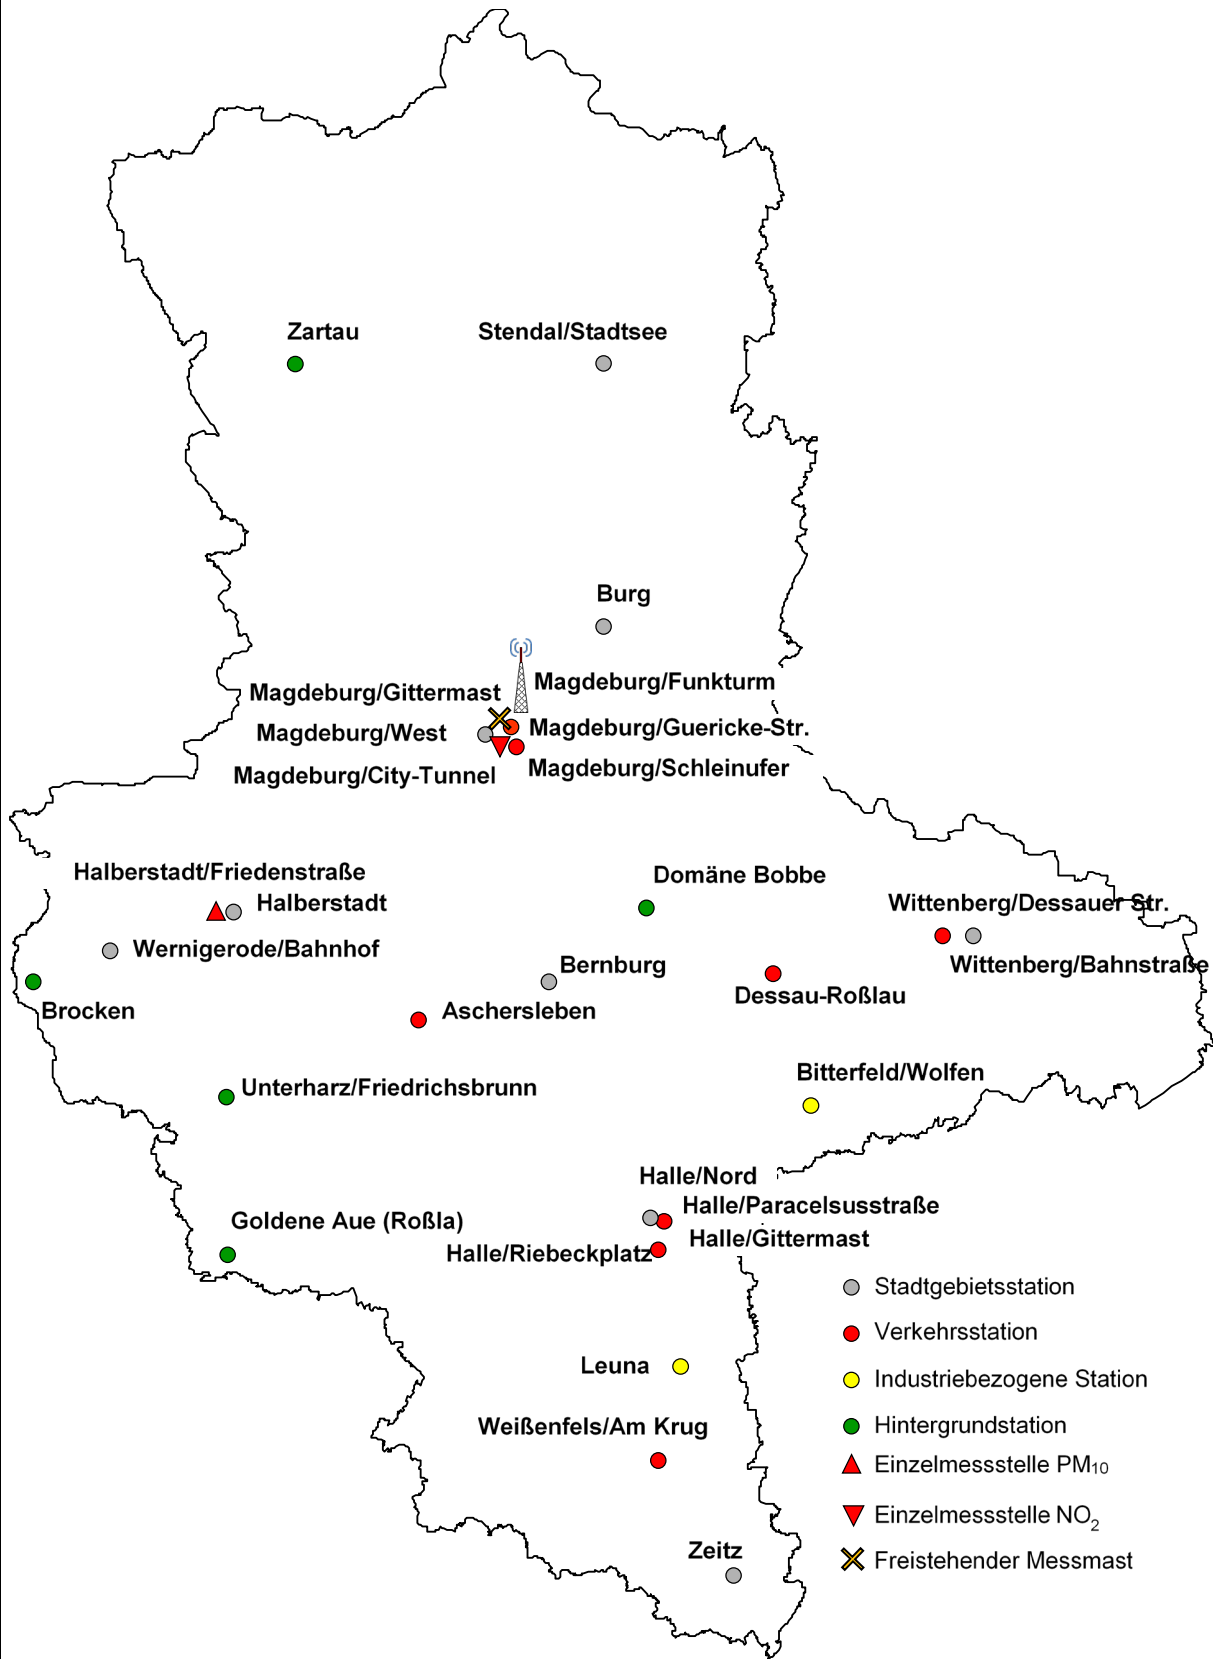 Zartau
Stendal/Stadtsee
Burg
Magdeburg/Funkturm
Magdeburg/Gittermast
Magdeburg/Guericke-Str.
Magdeburg/West
Magdeburg/Schleinufer
Magdeburg/City-Tunnel
Halberstadt/Friedenstraße
Domäne Bobbe
Halberstadt
Wittenberg/Dessauer Str.
Wernigerode/Bahnhof
Bernburg
Wittenberg/Bahnstraße
Dessau-Roßlau
Brocken
Aschersleben
Bitterfeld/Wolfen
Unterharz/Friedrichsbrunn
Halle/Nord
Halle/Paracelsusstraße
Goldene Aue (Roßla)
Halle/Gittermast
Halle/Riebeckplatz
Leuna
Weißenfels/Am Krug
Zeitz
Stadtgebietsstation
Verkehrsstation
Industriebezogene Station
Hintergrundstation
Einzelmessstelle PM₁₀
Einzelmessstelle NO₂
Freistehender Messmast